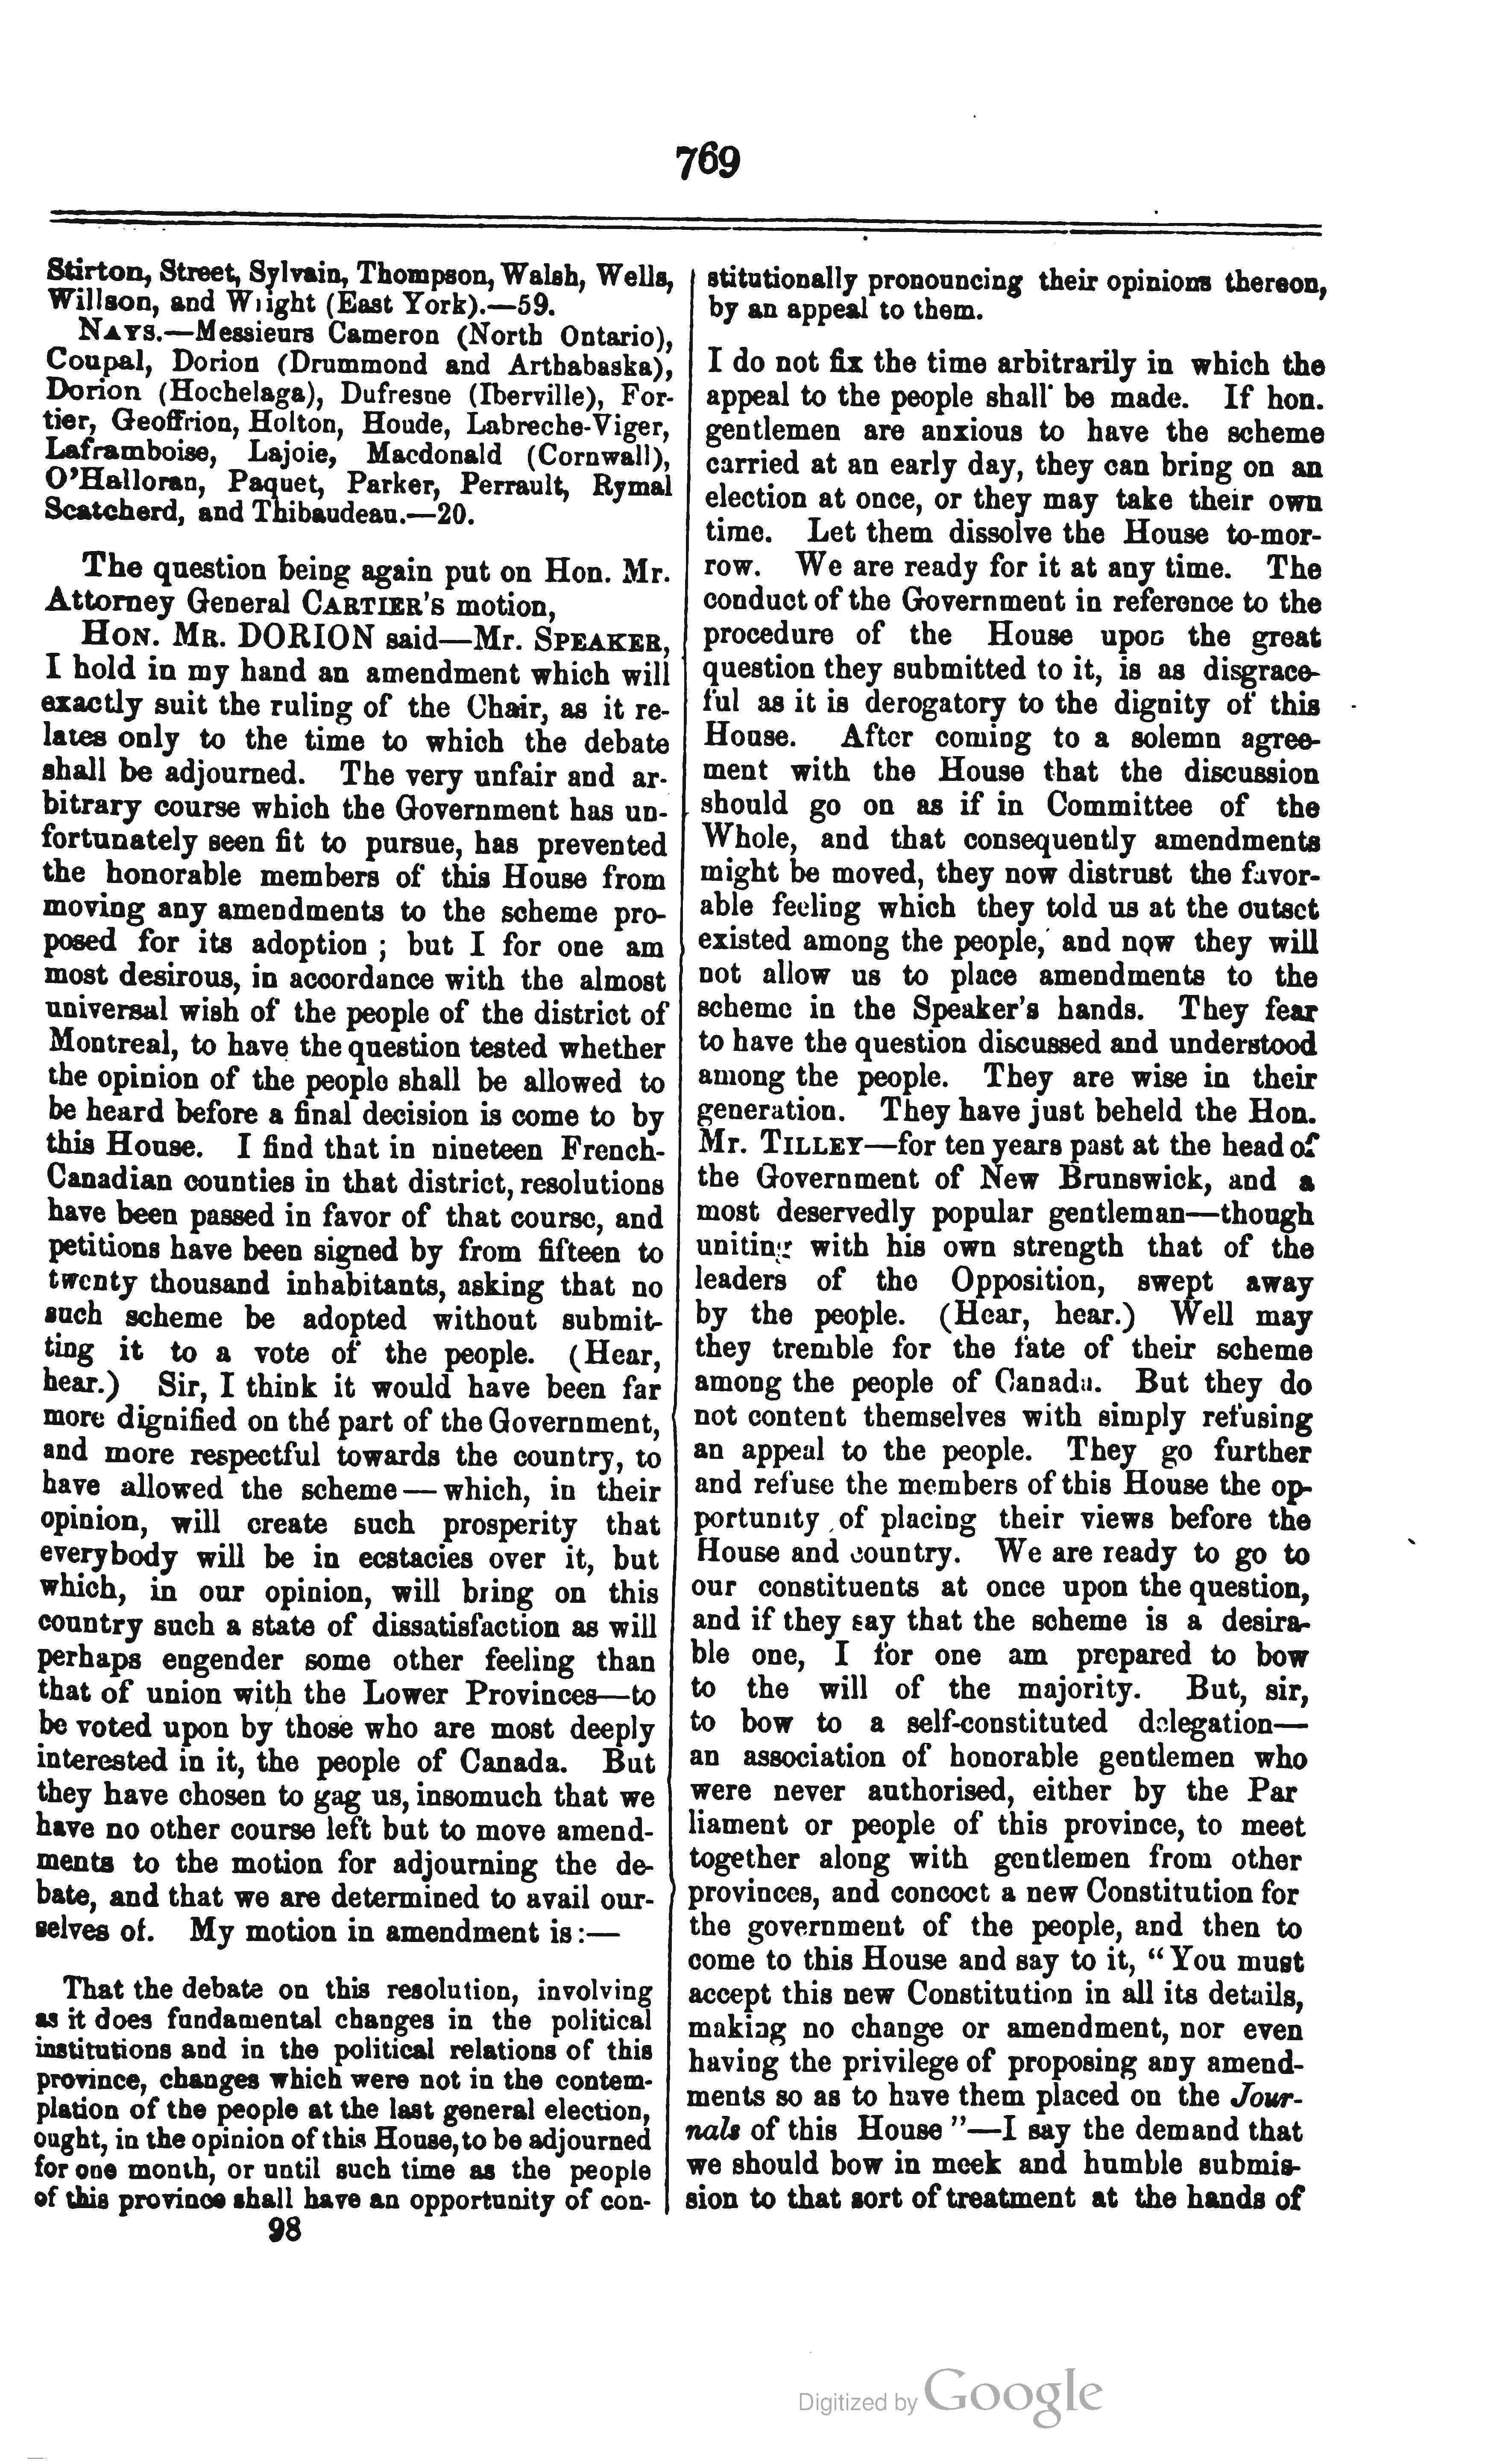 769
Stirton, Street, Sylvain, Thompson, Walsh, Wells,
Willson, and Wright (East York).—59.
NAYS.—Messieurs Cameron (North Ontario),
Coupal, Dorion (Drummond and Arthabaska),
Dorion (Hochelaga), Dufresne (Iberville), For-
tier, Geoffrion, Holton, Houde, Labreche-Viger,
Laframboise, Lajoie, Macdonald (Cornwall),
O'Halloran, Paquet, Parker, Perrault, Rymal
Scatcherd, and Thibaudeau.—20.
The question being again put on Hon. Mr.
Attorney General CARTIER'S motion,
HON. MR. DORION said—Mr. SPEAKER,
I hold in my hand an amendment which will
exactly suit the ruling of the Chair, as it re-
lates only to the time to which the debate
shall be adjourned. The very unfair and ar-
bitrary course which the Government has un-
fortunately seen fit to pursue, has prevented
the honorable members of this House from
moving any amendments to the scheme pro-
posed for its adoption ; but I for one am
most desirous, in accordance with the almost
universal wish of the people of the district of
Montreal, to have the question tested whether
the opinion of the people shall be allowed to
be heard before a final decision is come to by
this House. I find that in nineteen French-
Canadian counties in that district, resolutions
have been passed in favor of that course, and
petitions have been signed by from fifteen to
twenty thousand inhabitants, asking that no
such scheme be adopted without submit-
ting it to a vote of the people. (Hear,
hear.) Sir, I think it would have been far
more dignified on the part of the Government,
and more respectful towards the country, to
have allowed the scheme—which, in their
opinion, will create such prosperity that
everybody will be in ecstacies over it, but
which, in our opinion, will bring on this
country such a state of dissatisfaction as will
perhaps engender some other feeling than
that of union with the Lower Provinces—to
be voted upon by those who are most deeply
interested in it, the people of Canada. But
they have chosen to gag us, insomuch that we
have no other course left but to move amend-
ments to the motion for adjourning the de-
bate, and that we are determined to avail our-
selves of. My motion in amendment is:—
That the debate on this resolution, involving
as it does fundamental changes in the political
institutions and in the political relations of this
province, changes which were not in the contem-
plation of the people at the last general election,
ought, in the opinion of this House, to be adjourned
for one month, or until such time as the people
of this province shall have an opportunity of con-
98
stitutionally pronouncing their opinions thereon,
by an appeal to them.
I do not fix the time arbitrarily in which the
appeal to the people shall be made. If hon.
gentlemen are anxious to have the scheme
carried at an early day, they can bring on an
election at once, or they may take their own
time. Let them dissolve the House to-mor-
row. We are ready for it at any time. The
conduct of the Government in reference to the
procedure of the House upon the great
question they submitted to it, is as disgrace-
ful as it is derogatory to the dignity of this
House. After coming to a solemn agree-
ment with the House that the discussion
should go on as if in Committee of the
Whole, and that consequently amendments
might be moved, they now distrust the favor-
able feeling which they told us at the outset
existed among the people, and now they will
not allow us to place amendments to the
scheme in the Speaker's hands. They fear
to have the question discussed and understood
among the people. They are wise in their
generation. They have just beheld the Hon.
Mr. TILLEY—for ten years past at the head of
the Government of New Brunswick, and a
most deservedly popular gentleman—though
uniting with his own strength that of the
leaders of the Opposition, swept away
by the people. (Hear, hear.) Well may
they tremble for the fate of their scheme
among the people of Canada. But they do
not content themselves with simply refusing
an appeal to the people. They go further
and refuse the members of this House the op-
portunity of placing their views before the
House and country. We are ready to go to
our constituents at once upon the question,
and if they say that the scheme is a desira-
ble one, I for one am prepared to bow
to the will of the majority. But, sir,
to bow to a self-constituted delegation—
an association of honorable gentlemen who
were never authorised, either by the Par
liament or people of this province, to meet
together along with gentlemen from other
provinces, and concoct a new Constitution for
the government of the people, and then to
come to this House and say to it, "You must
accept this new Constitution in all its details,
making no change or amendment, nor even
having the privilege of proposing any amend-
ments so as to have them placed on the Jour-
nals of this House"—I say the demand that
we should bow in meek and humble submis-
sion to that sort of treatment at the hands of
Digitized by Google